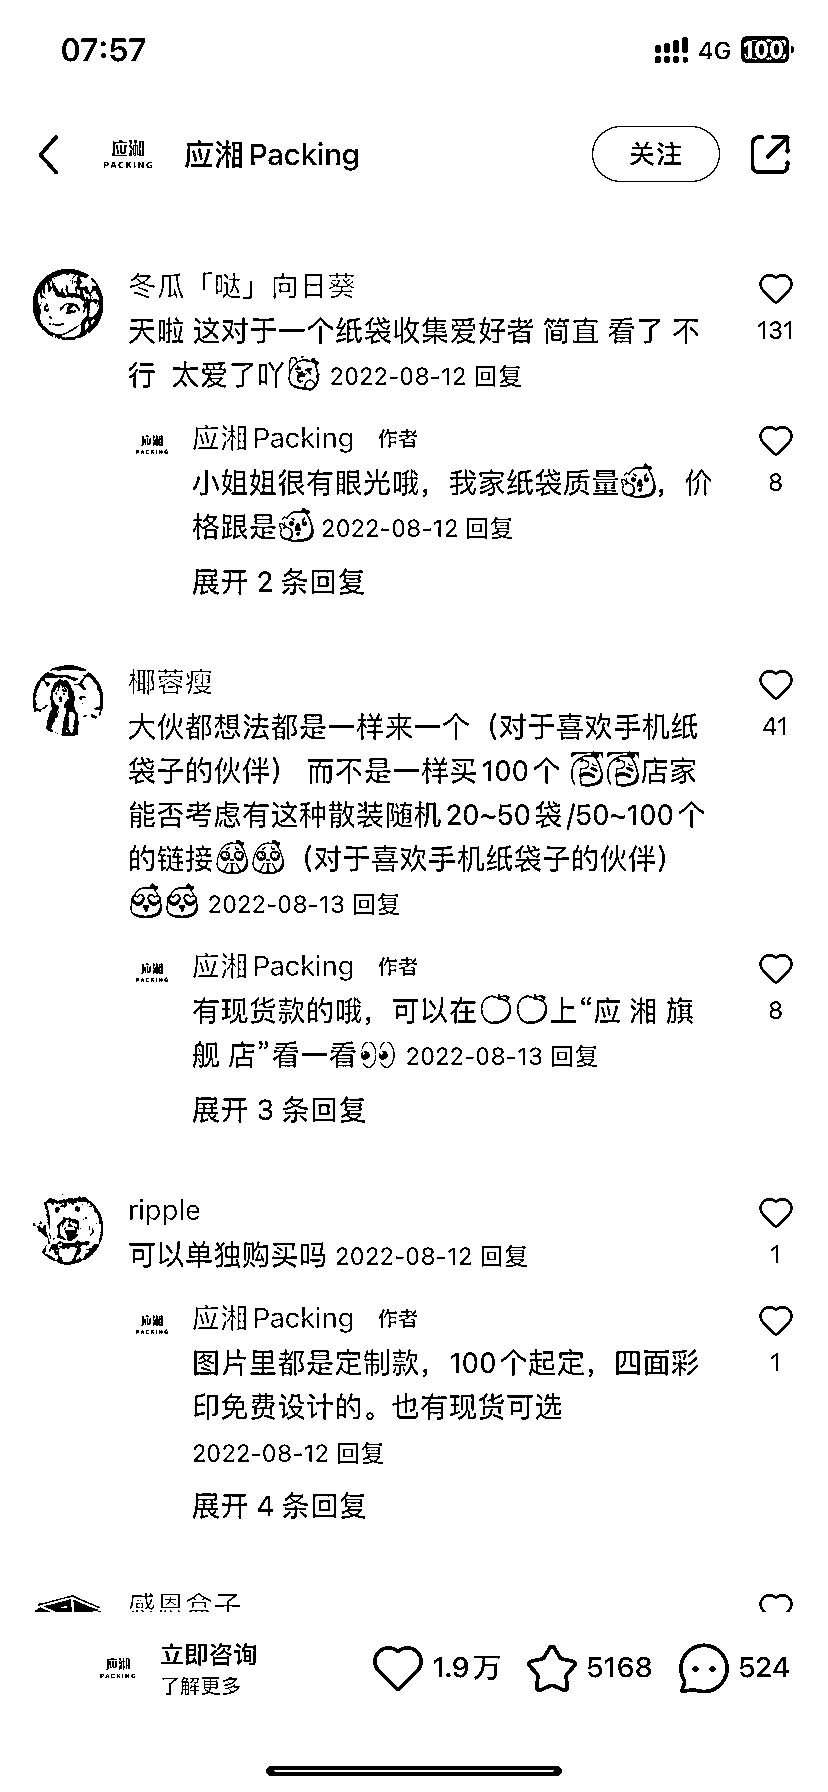 07:57 4G 100
应湘 PACKING 应湘Packing 关注
冬瓜「哒」向日葵
天啦 这对于一个纸袋收集爱好者 简直 看了 不
131
行 太爱了吖 2022-08-12 回复
应湘 PACKING 应湘Packing 作者
小姐姐很有眼光哦，我家纸袋质量，价
8
格跟是 2022-08-12 回复
展开 2 条回复
椰蓉瘦
大伙都想法都是一样来一个（对于喜欢手机纸
41
袋子的伙伴） 而不是一样买100个 店家
能否考虑有这种散装随机20~50袋/50~100个
的链接（对于喜欢手机纸袋子的伙伴）
2022-08-13 回复
应湘 PACKING 应湘Packing 作者
有现货款的哦，可以在🍑🍑上“应 湘 旗
8
舰 店”看一看👀 2022-08-13 回复
展开 3 条回复
ripple
可以单独购买吗 2022-08-12 回复
1
应湘 PACKING 应湘Packing 作者
图片里都是定制款，100个起定，四面彩
1
印免费设计的。也有现货可选
2022-08-12 回复
展开 4 条回复
感恩盒子
应湘 PACKING 立即咨询 1.9万 5168 524
了解更多